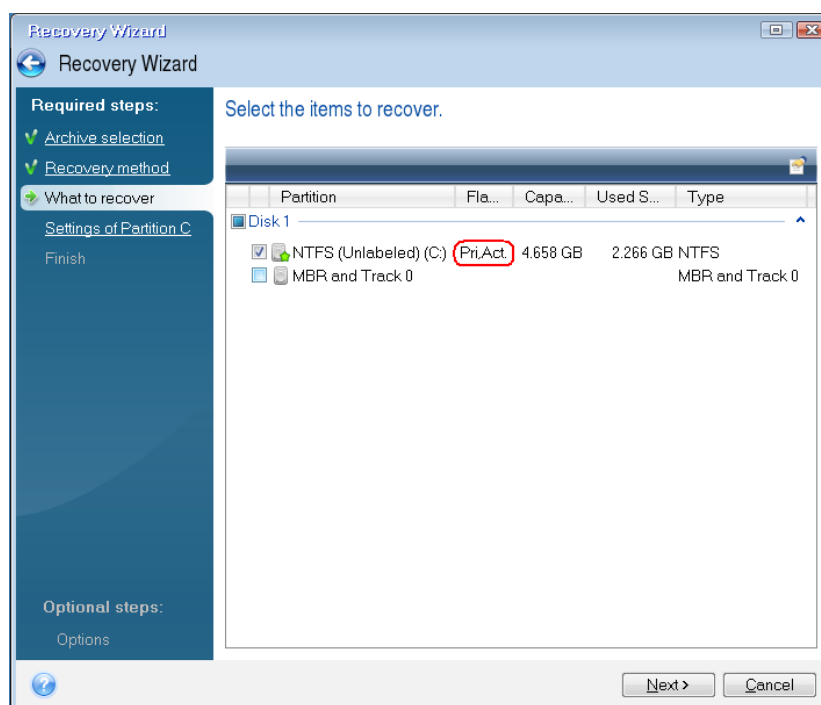 Recovery Wizard
Recovery Wizard
Required steps:
Archive selection
Recovery method
What to recover
Settings of Partition C
Finish
Select the items to recover.
Partition Fla... Capa... Used S... Type
Disk 1
NTFS (Unlabeled) (C:) Pri,Act. 4.658 GB 2.266 GB NTFS
MBR and Track 0 MBR and Track 0
Optional steps:
Options
Next > Cancel